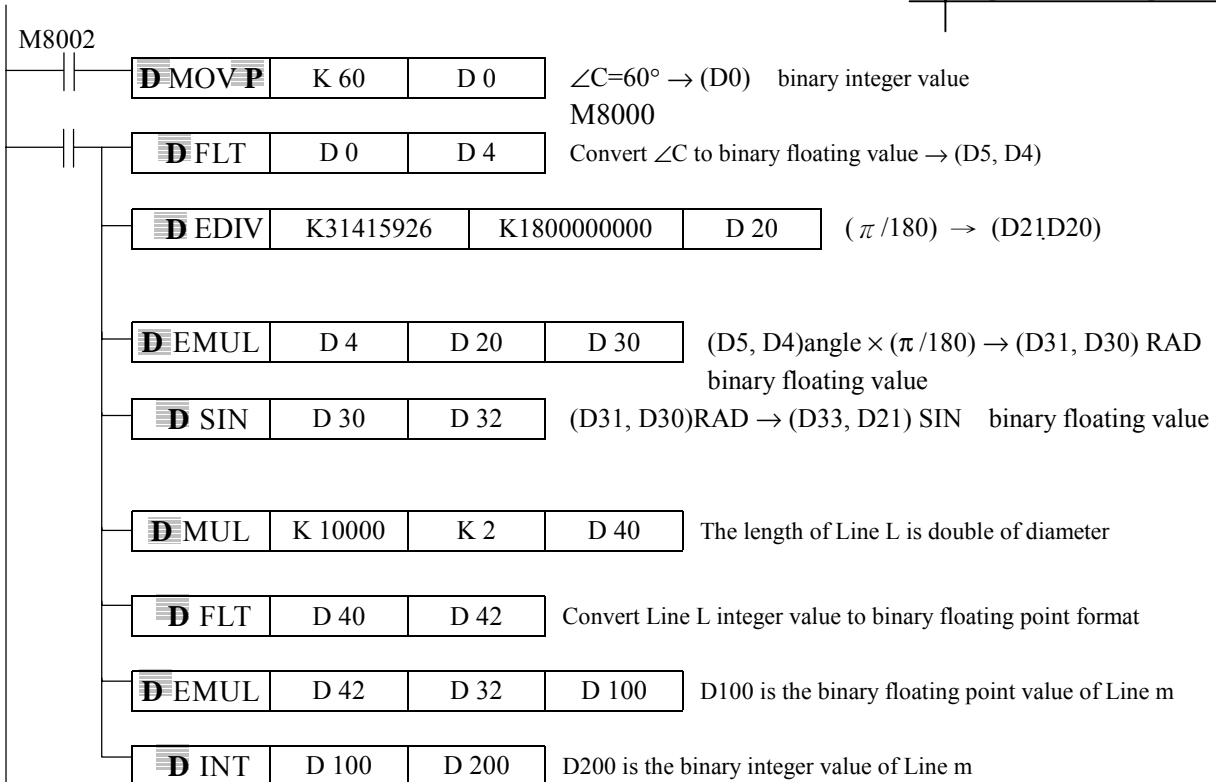 M8002
D MOV P K 60 D 0 ∠C=60° → (D0) binary integer value
M8000
D FLT D 0 D 4 Convert ∠C to binary floating value → (D5, D4)
D EDIV K31415926 K1800000000 D 20 ( π /180) → (D21,D20)
D EMUL D 4 D 20 D 30 (D5, D4)angle × (π /180) → (D31, D30) RAD
binary floating value
D SIN D 30 D 32 (D31, D30)RAD → (D33, D21) SIN binary floating value
D MUL K 10000 K 2 D 40 The length of Line L is double of diameter
D FLT D 40 D 42 Convert Line L integer value to binary floating point format
D EMUL D 42 D 32 D 100 D100 is the binary floating point value of Line m
D INT D 100 D 200 D200 is the binary integer value of Line m